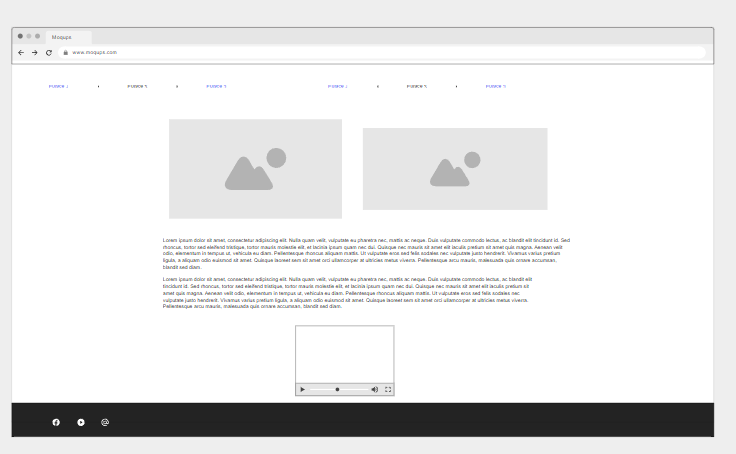 Moqups
www.moqups.com
Lorem ipsum dolor sit amet, consectetur adipiscing elit. Nulla quam velit, vulputate eu pharetra nec, mattis ac neque. Duis vulputate commodo lectus, ac blandit elit tincidunt id. Sed
rhoncus, tortor sed eleifend tristique, tortor mauris molestie elit, et lacinia ipsum quam nec dui. Quisque nec mauris sit amet elit iaculis pretium sit amet quis magna. Aenean velit
odio, elementum in tempus ut, vehicula eu diam. Pellentesque rhoncus aliquam mattis. Ut vulputate eros sed felis sodales nec vulputate justo hendrerit. Vivamus varius pretium
ligula, a aliquam odio euismod sit amet. Quisque laoreet sem sit amet orci ullamcorper at ultricies metus viverra. Pellentesque arcu mauris, malesuada quis ornare accumsan,
blandit sed diam.
Lorem ipsum dolor sit amet, consectetur adipiscing elit. Nulla quam velit, vulputate eu pharetra nec, mattis ac neque. Duis vulputate commodo lectus, ac blandit elit
tincidunt id. Sed rhoncus, tortor sed eleifend tristique, tortor mauris molestie elit, et lacinia ipsum quam nec dui. Quisque nec mauris sit amet elit iaculis pretium sit
amet quis magna. Aenean velit odio, elementum in tempus ut, vehicula eu diam. Pellentesque rhoncus aliquam mattis. Ut vulputate eros sed felis sodales nec
vulputate justo hendrerit. Vivamus varius pretium ligula, a aliquam odio euismod sit amet. Quisque laoreet sem sit amet orci ullamcorper at ultricies metus viverra.
Pellentesque arcu mauris, malesuada quis ornare accumsan, blandit sed diam.